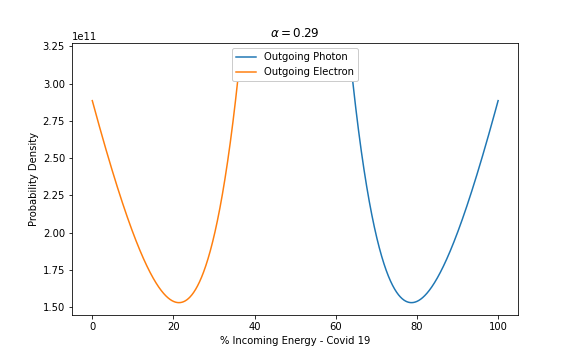 α = 0.29
1e11
3.25
3.00
2.75
2.50
2.25
2.00
1.75
1.50
Probability Density
Outgoing Photon
Outgoing Electron
0 20 40 60 80 100
% Incoming Energy - Covid 19